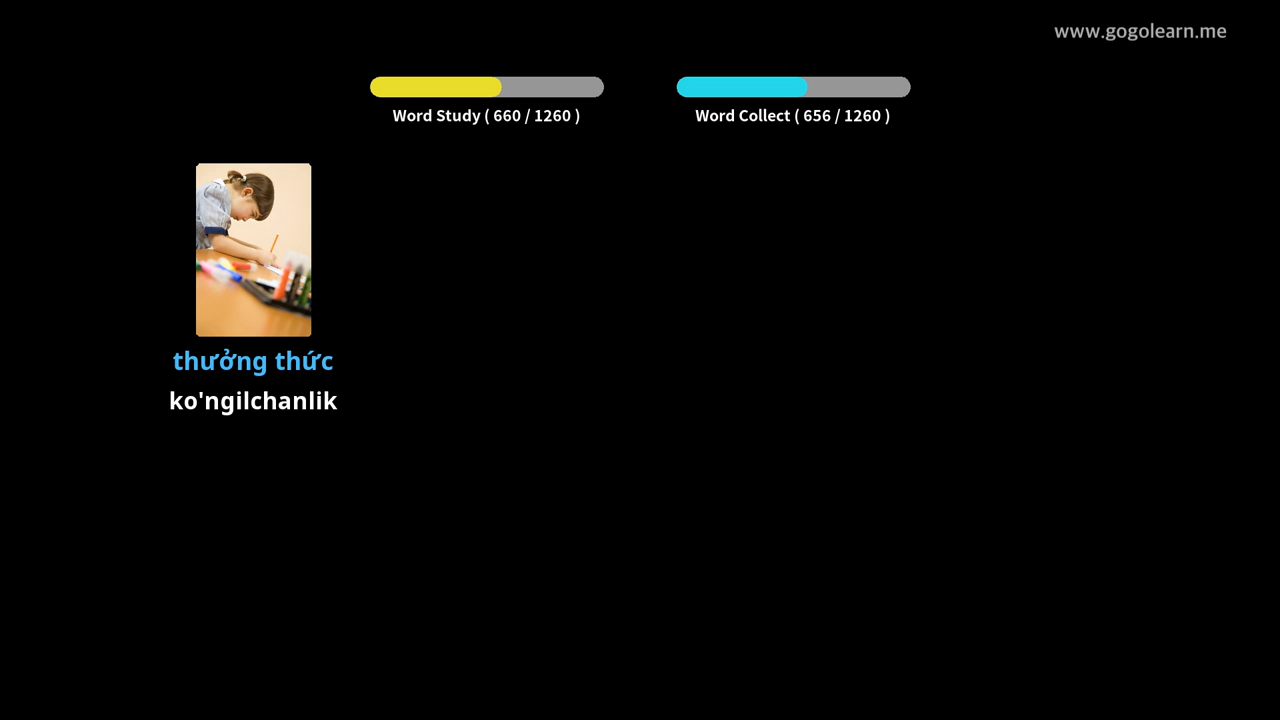 www.gogolearn.me
Word Study ( 660 / 1260 )
Word Collect ( 656 / 1260 )
thưởng thức
ko'ngilchanlik